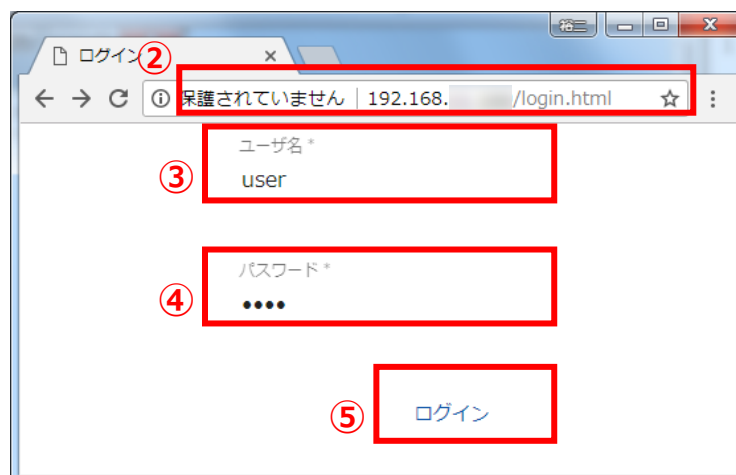 裕二
ログイン
②
保護されていません | 192.168. /login.html
ユーザ名 *
③
user
パスワード *
④
••••
⑤
ログイン